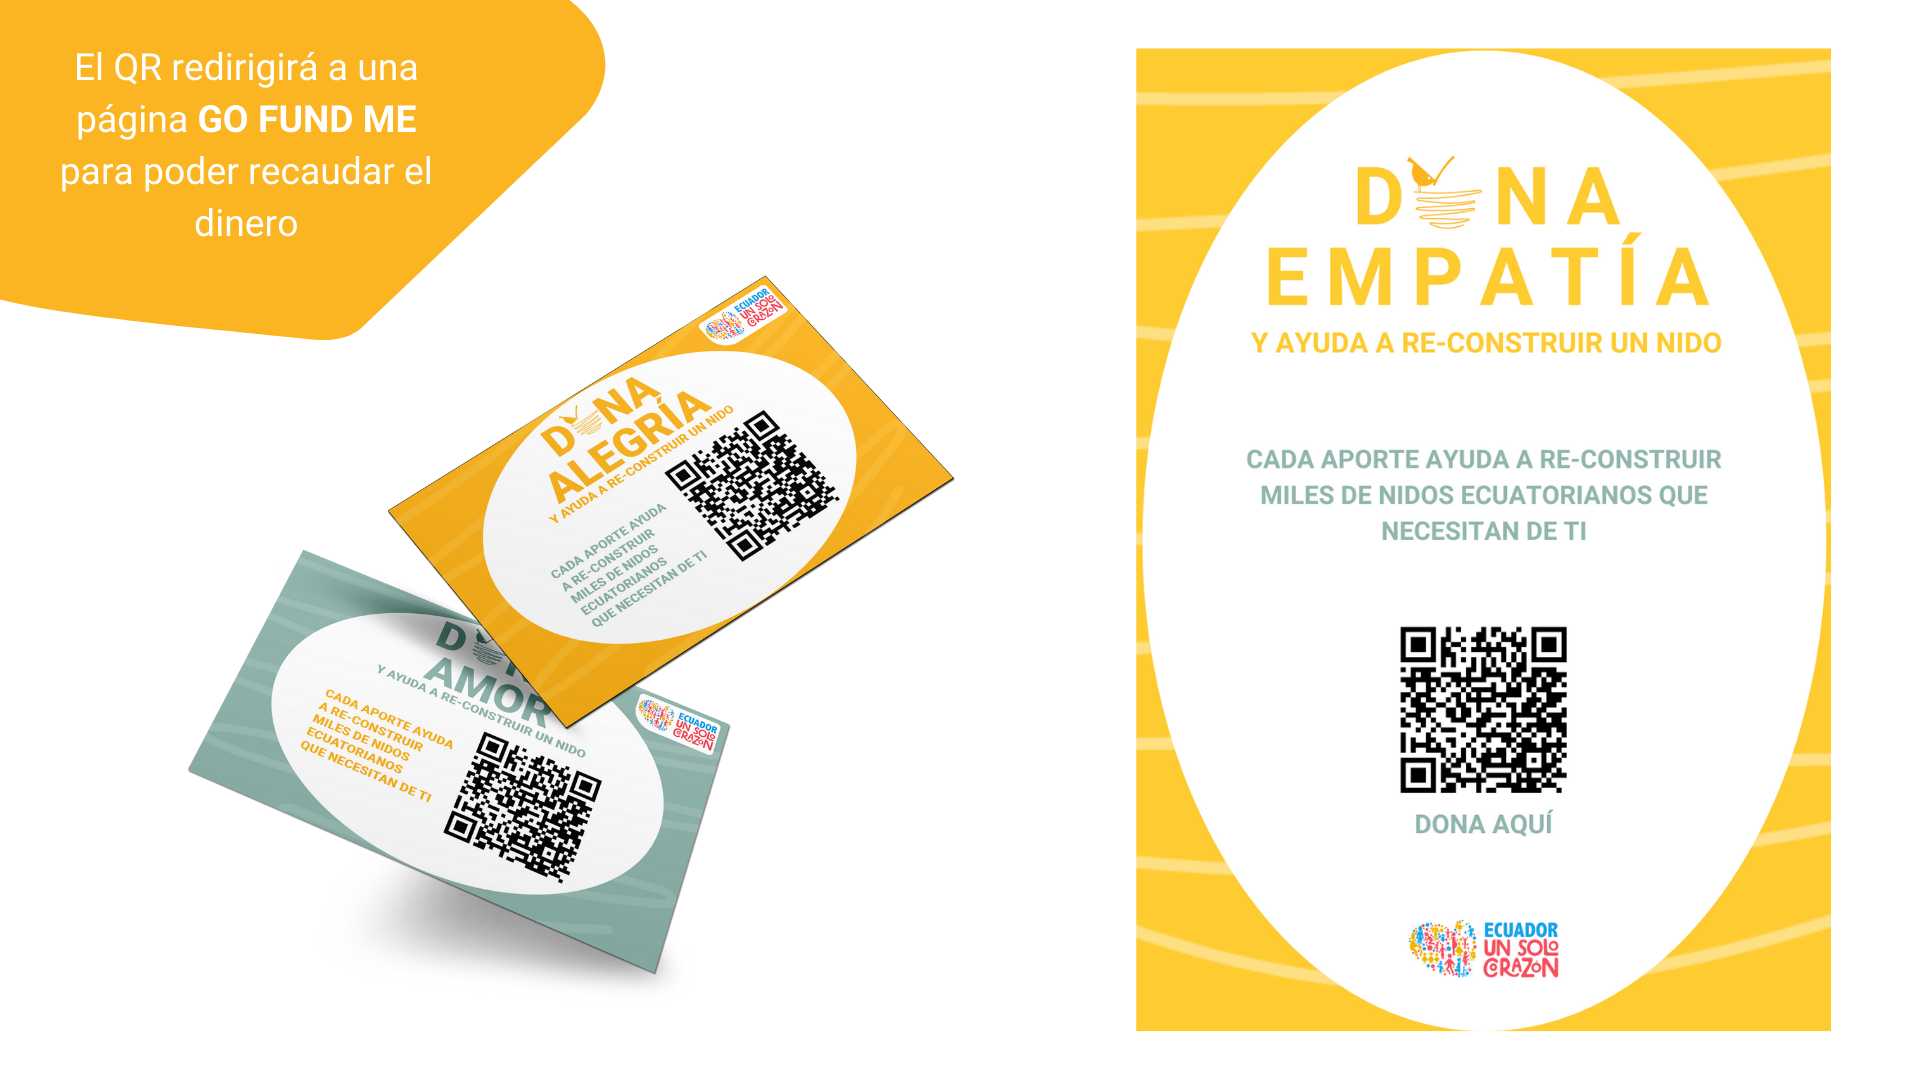 El QR redirigirá a una
página GO FUND ME
para poder recaudar el
dinero
ECUADOR
UN SOLO
CORAZÓN
DONA
ALEGRÍA
Y AYUDA A RE-CONSTRUIR UN NIDO
CADA APORTE AYUDA
A RE-CONSTRUIR
MILES DE NIDOS
ECUATORIANOS
QUE NECESITAN DE TI
DON
AMOR
Y AYUDA A RE-CONSTRUIR UN NIDO
CADA APORTE AYUDA
A RE-CONSTRUIR
MILES DE NIDOS
ECUATORIANOS
QUE NECESITAN DE TI
ECUADOR
UN SOLO
CORAZÓN
DONA
EMPATÍA
Y AYUDA A RE-CONSTRUIR UN NIDO
CADA APORTE AYUDA A RE-CONSTRUIR
MILES DE NIDOS ECUATORIANOS QUE
NECESITAN DE TI
DONA AQUÍ
ECUADOR
UN SOLO
CORAZÓN